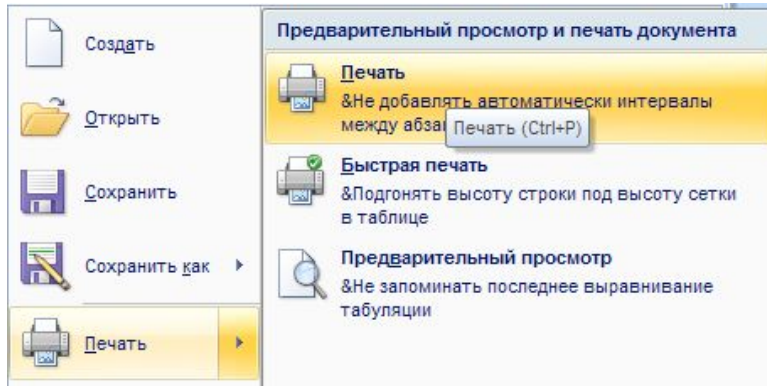 Создать
Открыть
Сохранить
Сохранить как
Печать
Предварительный просмотр и печать документа
Печать
&Не добавлять автоматически интервалы
между абза
Печать (Ctrl+P)
Быстрая печать
&Подгонять высоту строки под высоту сетки
в таблице
Предварительный просмотр
&Не запоминать последнее выравнивание
табуляции